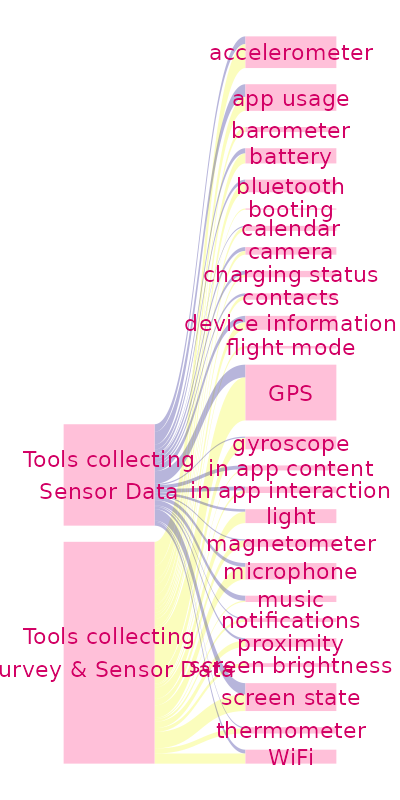 accelerometer
app usage
barometer
battery
bluetooth
booting
calendar
camera
charging status
contacts
device information
flight mode
GPS
gyroscope
Tools collecting
Sensor Data
in app content
in app interaction
light
magnetometer
microphone
music
notifications
Tools collecting
urvey & Sensor Data
proximity
screen brightness
screen state
thermometer
WiFi